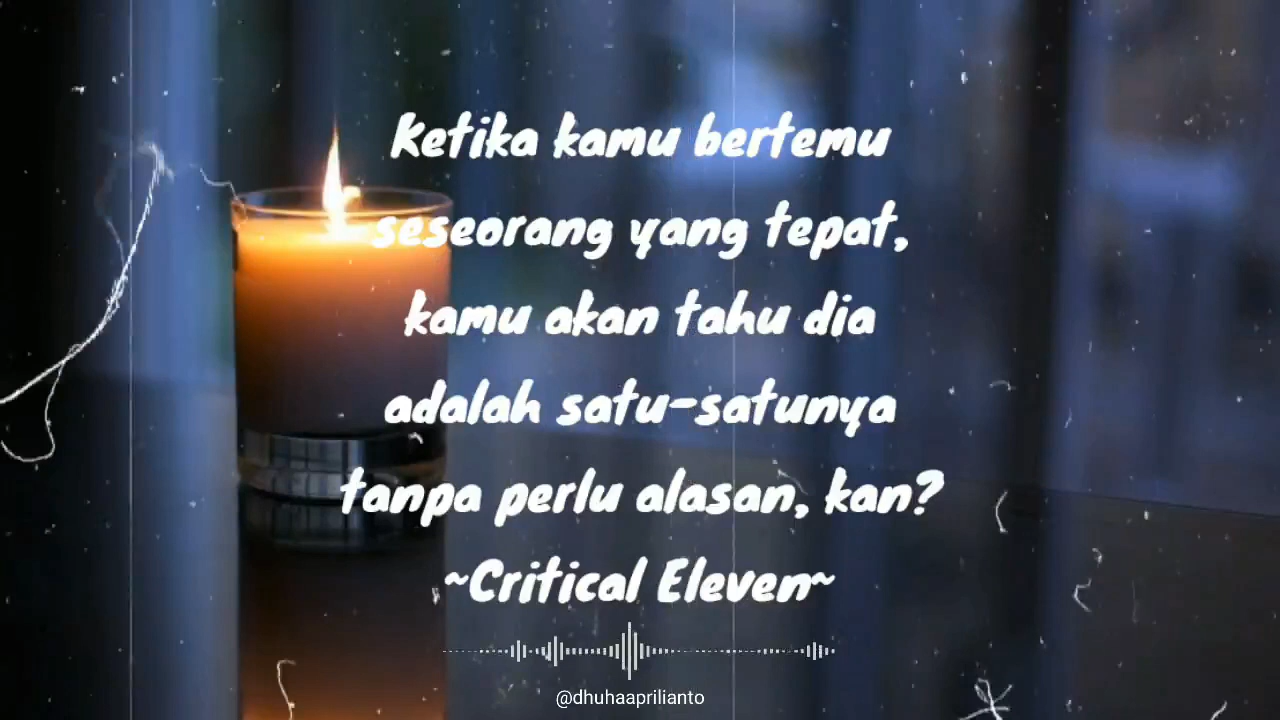 Ketika kamu bertemu
seseorang yang tepat,
kamu akan tahu dia
adalah satu-satunya
tanpa perlu alasan, kan?
~Critical Eleven~
@dhuhaaprilianto